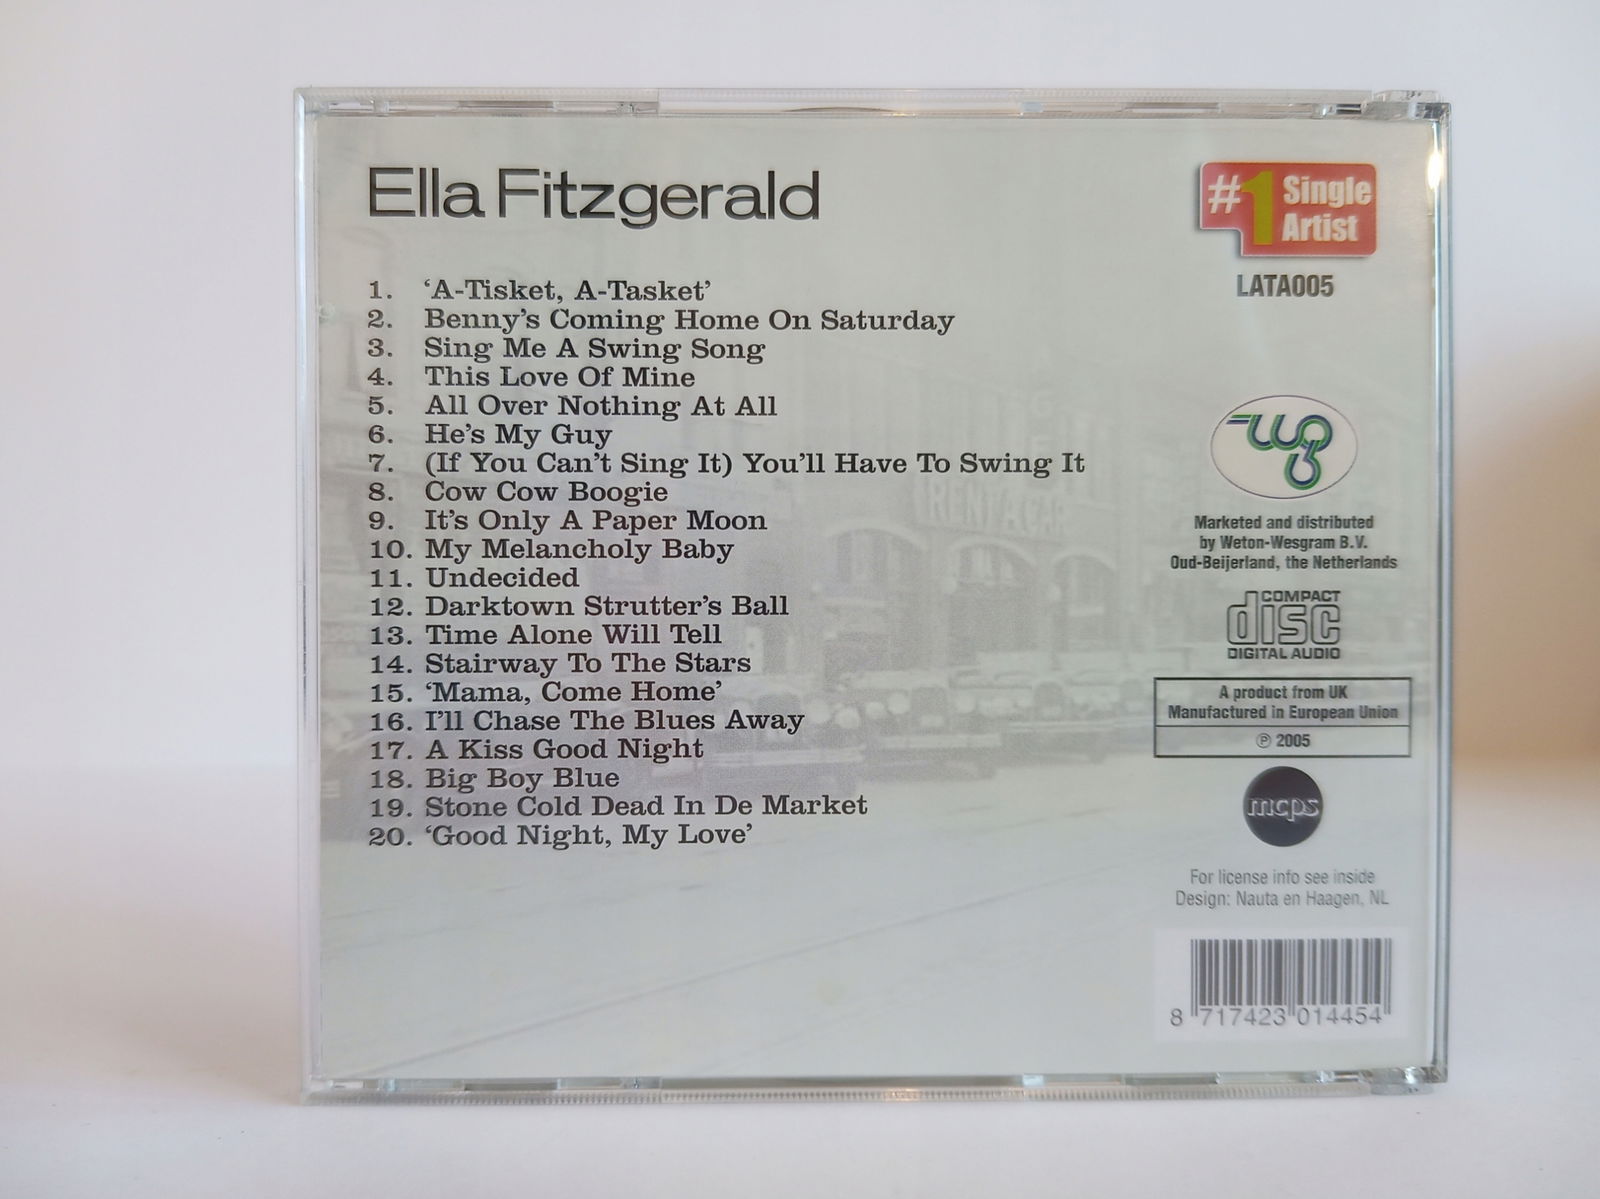 Ella Fitzgerald
1. ‘A-Tisket, A-Tasket’
2. Benny’s Coming Home On Saturday
3. Sing Me A Swing Song
4. This Love Of Mine
5. All Over Nothing At All
6. He’s My Guy
7. (If You Can’t Sing It) You’ll Have To Swing It
8. Cow Cow Boogie
9. It’s Only A Paper Moon
10. My Melancholy Baby
11. Undecided
12. Darktown Strutter’s Ball
13. Time Alone Will Tell
14. Stairway To The Stars
15. ‘Mama, Come Home’
16. I’ll Chase The Blues Away
17. A Kiss Good Night
18. Big Boy Blue
19. Stone Cold Dead In De Market
20. ‘Good Night, My Love’
#1 Single
Artist
LATA005
RENT A CAR
Marketed and distributed
by Weton-Wesgram B.V.
Oud-Beijerland, the Netherlands
COMPACT
disc
DIGITAL AUDIO
A product from UK
Manufactured in European Union
℗ 2005
mcps
For license info see inside
Design: Nauta en Haagen, NL
8 717423 014454